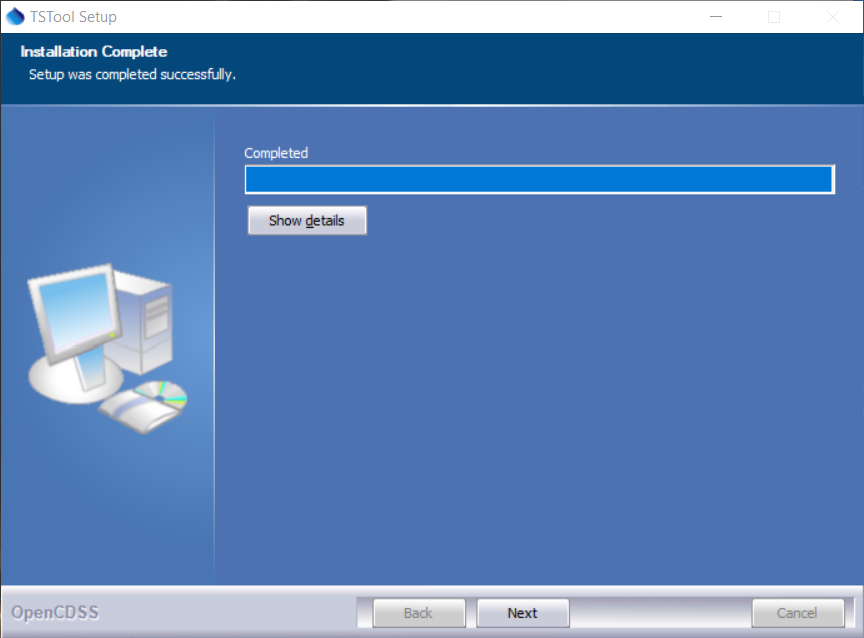 TSTool Setup
Installation Complete
Setup was completed successfully.
Completed
Show details
OpenCDSS
Back
Next
Cancel